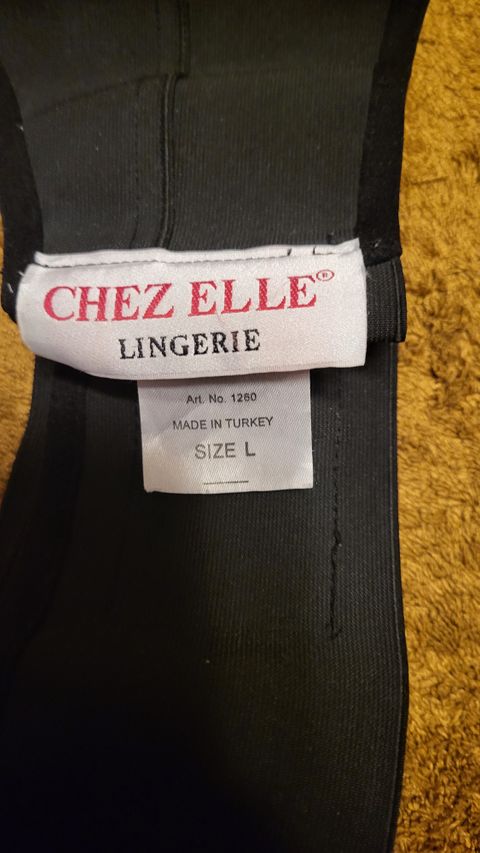 CHEZ ELLE®
LINGERIE
Art. No. 1260
MADE IN TURKEY
SIZE L